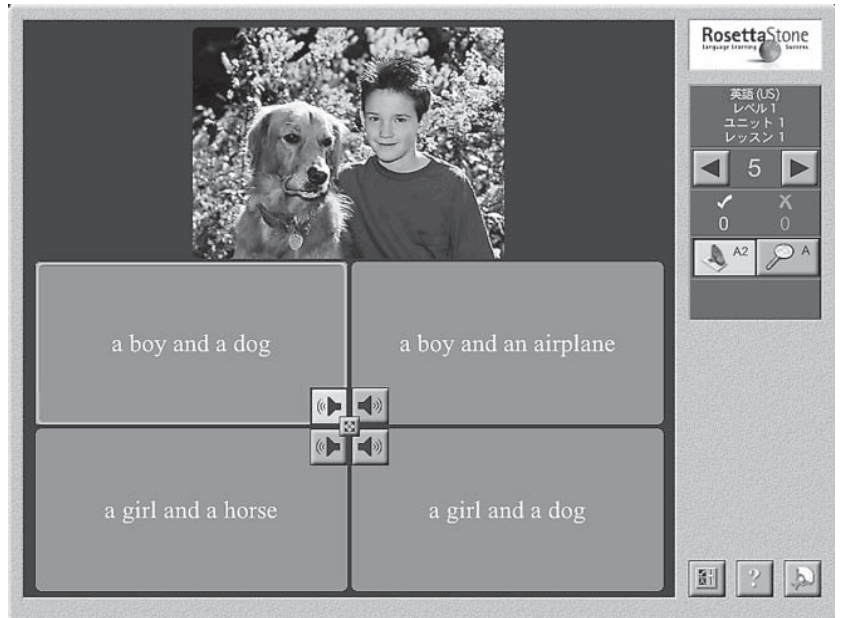 RosettaStone
Language Learning Success
英語 (US)
レベル 1
ユニット 1
レッスン 1
5
✓ X
0 0
A2 A
a boy and a dog
a boy and an airplane
a girl and a horse
a girl and a dog
?